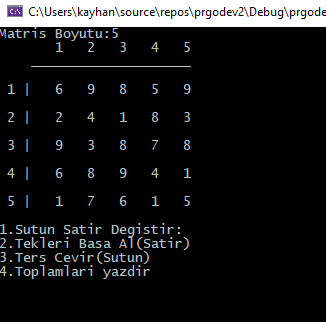 C:\Users\kayhan\source\repos\prgodev2\Debug\prgode
Matris Boyutu:5
1 2 3 4 5
1 | 6 9 8 5 9
2 | 2 4 1 8 3
3 | 9 3 8 7 8
4 | 6 8 9 4 1
5 | 1 7 6 1 5
1.Sutun Satir Degistir:
2.Tekleri Basa Al(Satir)
3.Ters Cevir(Sutun)
4.Toplamlari yazdir